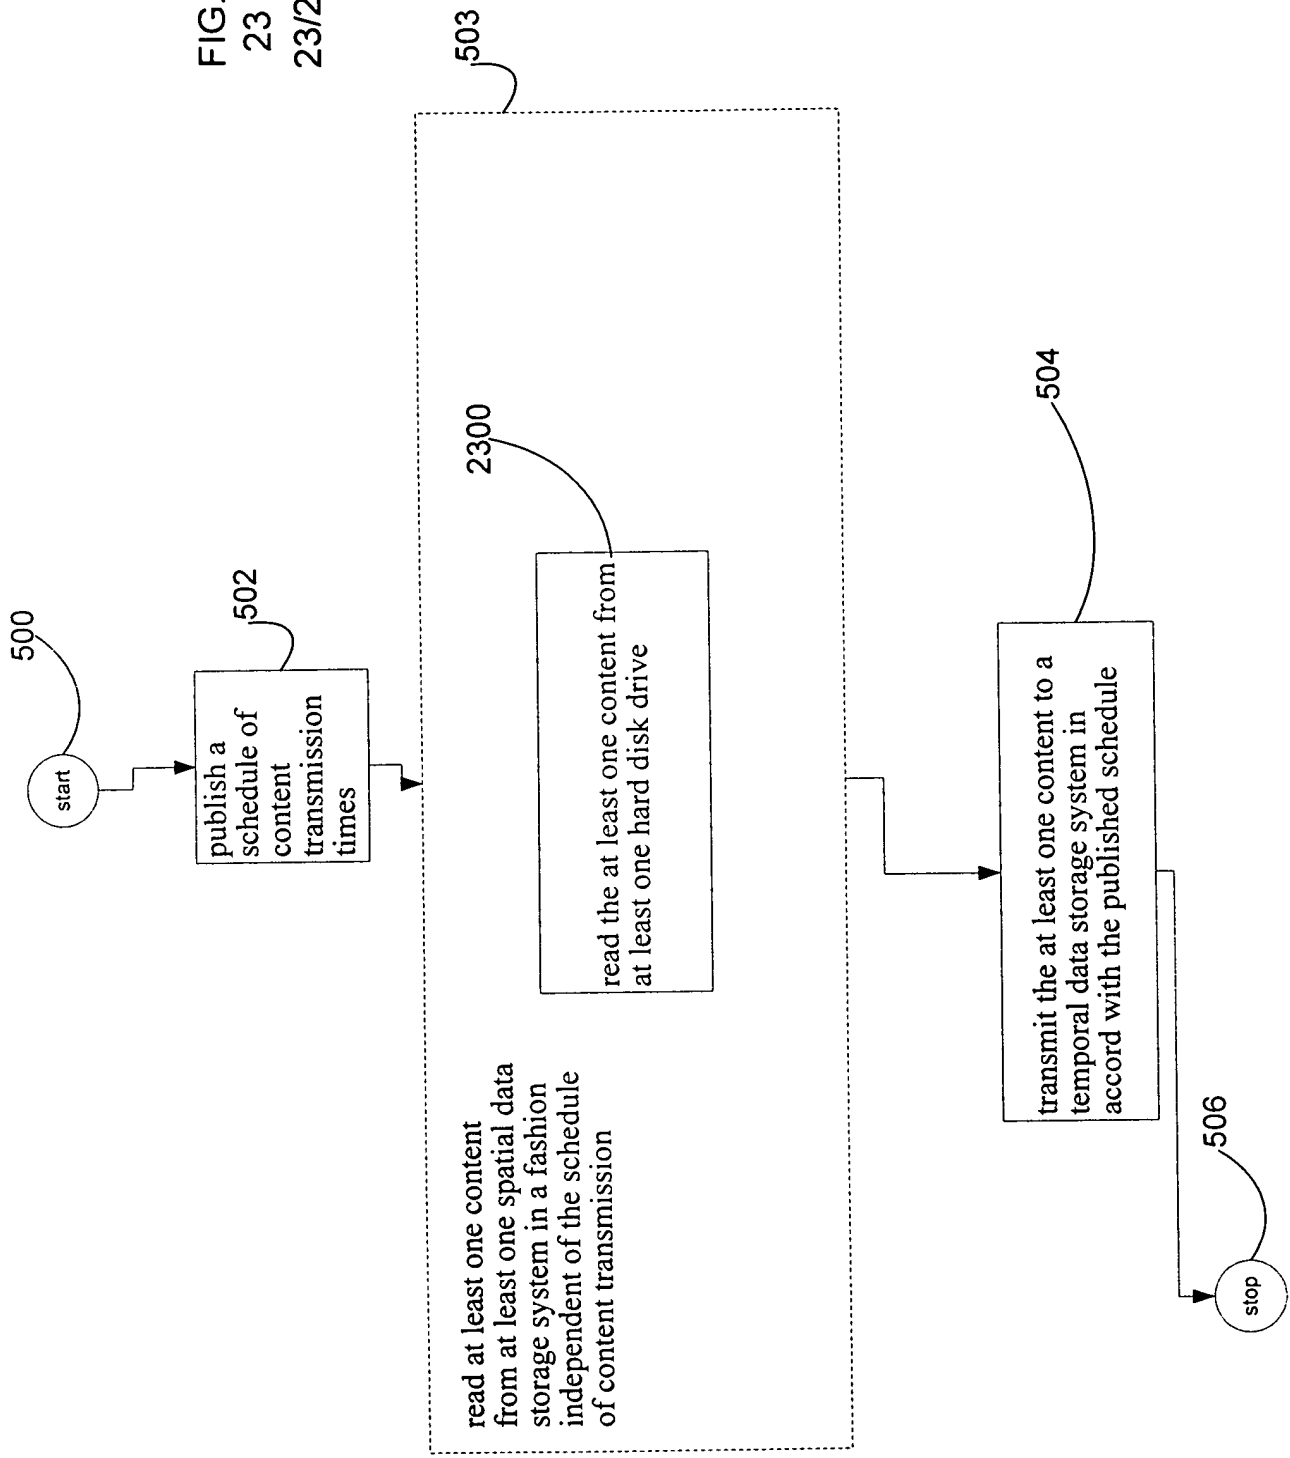 FIG.
23
23/2
500
start
502
publish a
schedule of
content
transmission
times
503
read at least one content
from at least one spatial data
storage system in a fashion
independent of the schedule
of content transmission
2300
read the at least one content from
at least one hard disk drive
504
transmit the at least one content to a
temporal data storage system in
accord with the published schedule
506
stop